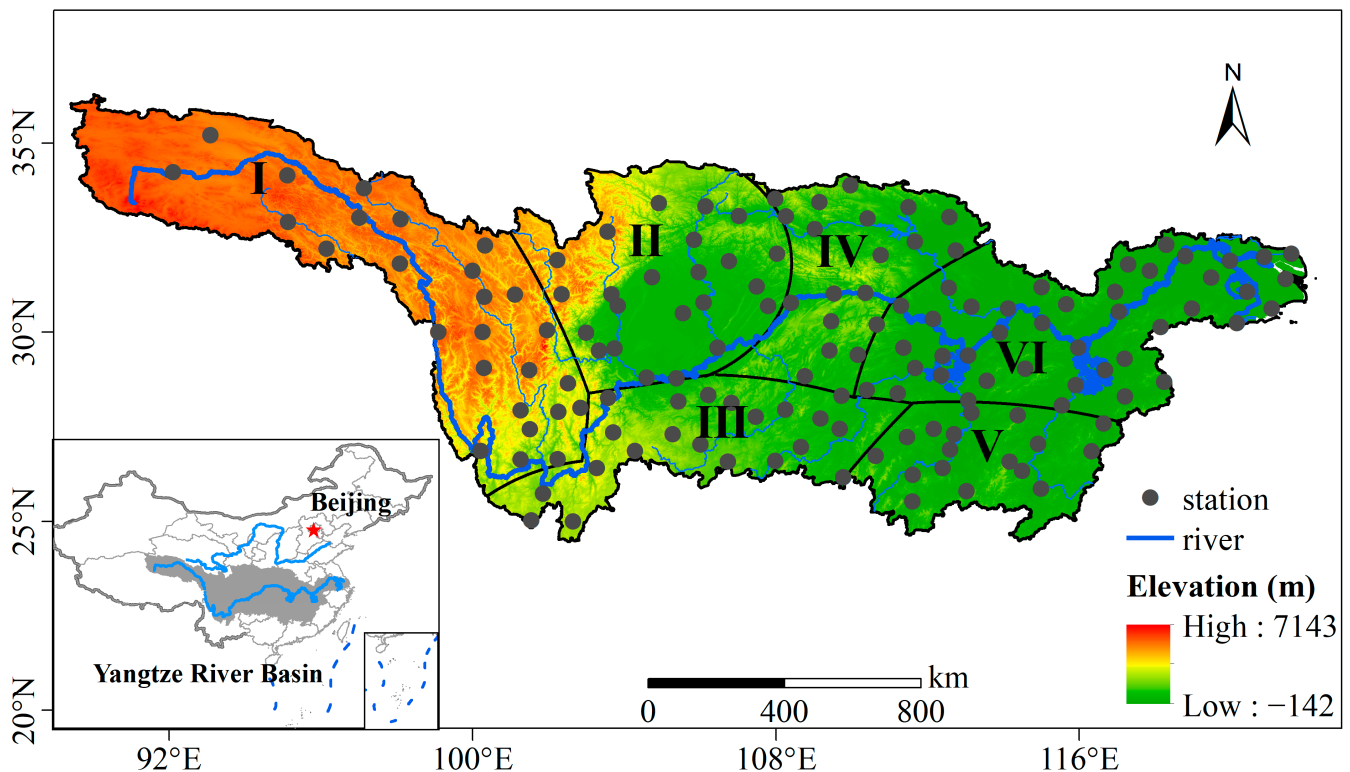 N
35°N
30°N
25°N
20°N
I
II
IV
VI
III
V
Beijing
Yangtze River Basin
station
river
Elevation (m)
High : 7143
Low : −142
km
0 400 800
92°E 100°E 108°E 116°E